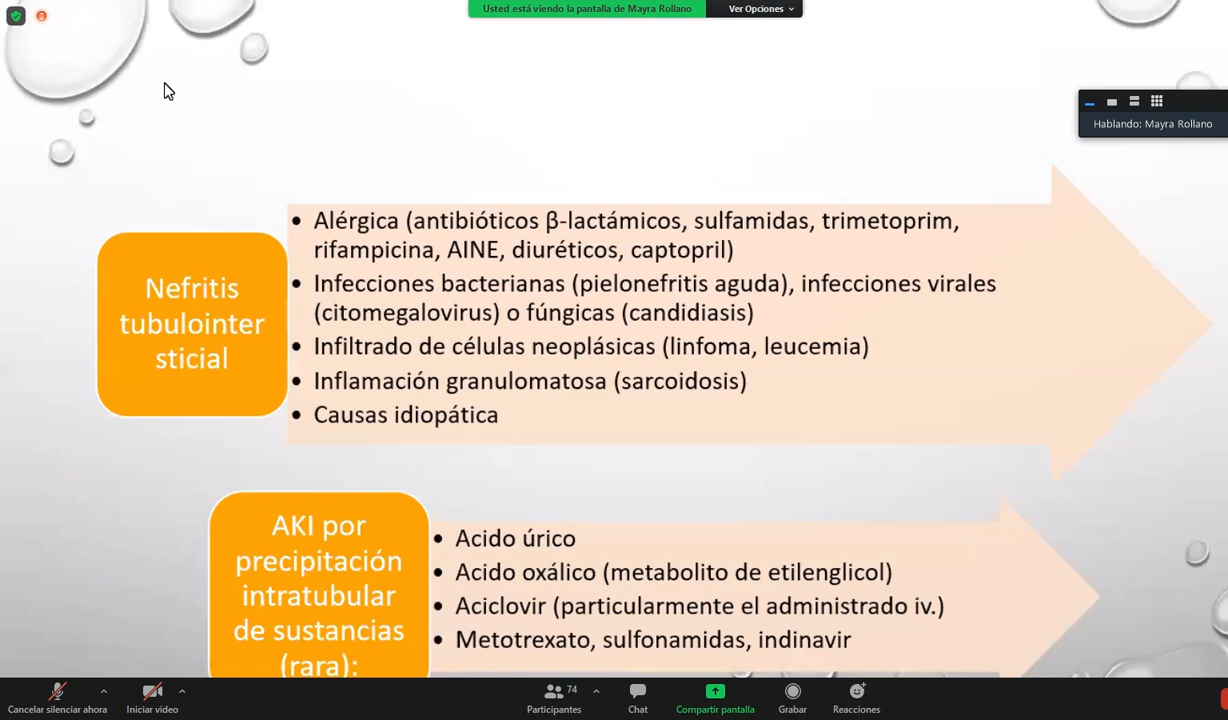 Usted está viendo la pantalla de Mayra Rollano
Ver Opciones
Hablando: Mayra Rollano
Nefritis
tubulointer
sticial
• Alérgica (antibióticos β-lactámicos, sulfamidas, trimetoprim,
rifampicina, AINE, diuréticos, captopril)
• Infecciones bacterianas (pielonefritis aguda), infecciones virales
(citomegalovirus) o fúngicas (candidiasis)
• Infiltrado de células neoplásicas (linfoma, leucemia)
• Inflamación granulomatosa (sarcoidosis)
• Causas idiopática
AKI por
precipitación
intratubular
de sustancias
(rara):
• Acido úrico
• Acido oxálico (metabolito de etilenglicol)
• Aciclovir (particularmente el administrado iv.)
• Metotrexato, sulfonamidas, indinavir
Cancelar silenciar ahora
Iniciar video
74
Participantes
Chat
Compartir pantalla
Grabar
Reacciones